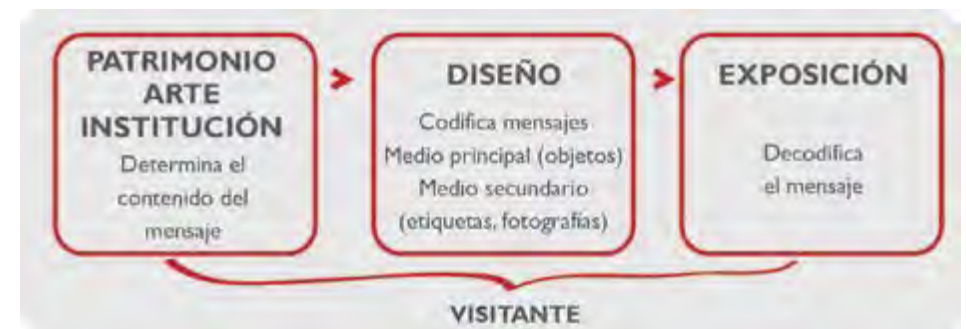 PATRIMONIO
ARTE
INSTITUCIÓN
Determina el
contenido del
mensaje
DISEÑO
Codifica mensajes
Medio principal (objetos)
Medio secundario
(etiquetas, fotografías)
EXPOSICIÓN
Decodifica
el mensaje
VISITANTE